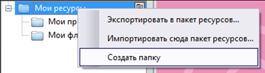 Мои ресурсы
Мои пр
Мои фл
Экспортировать в пакет ресурсов...
Импортировать сюда пакет ресурсов...
Создать папку